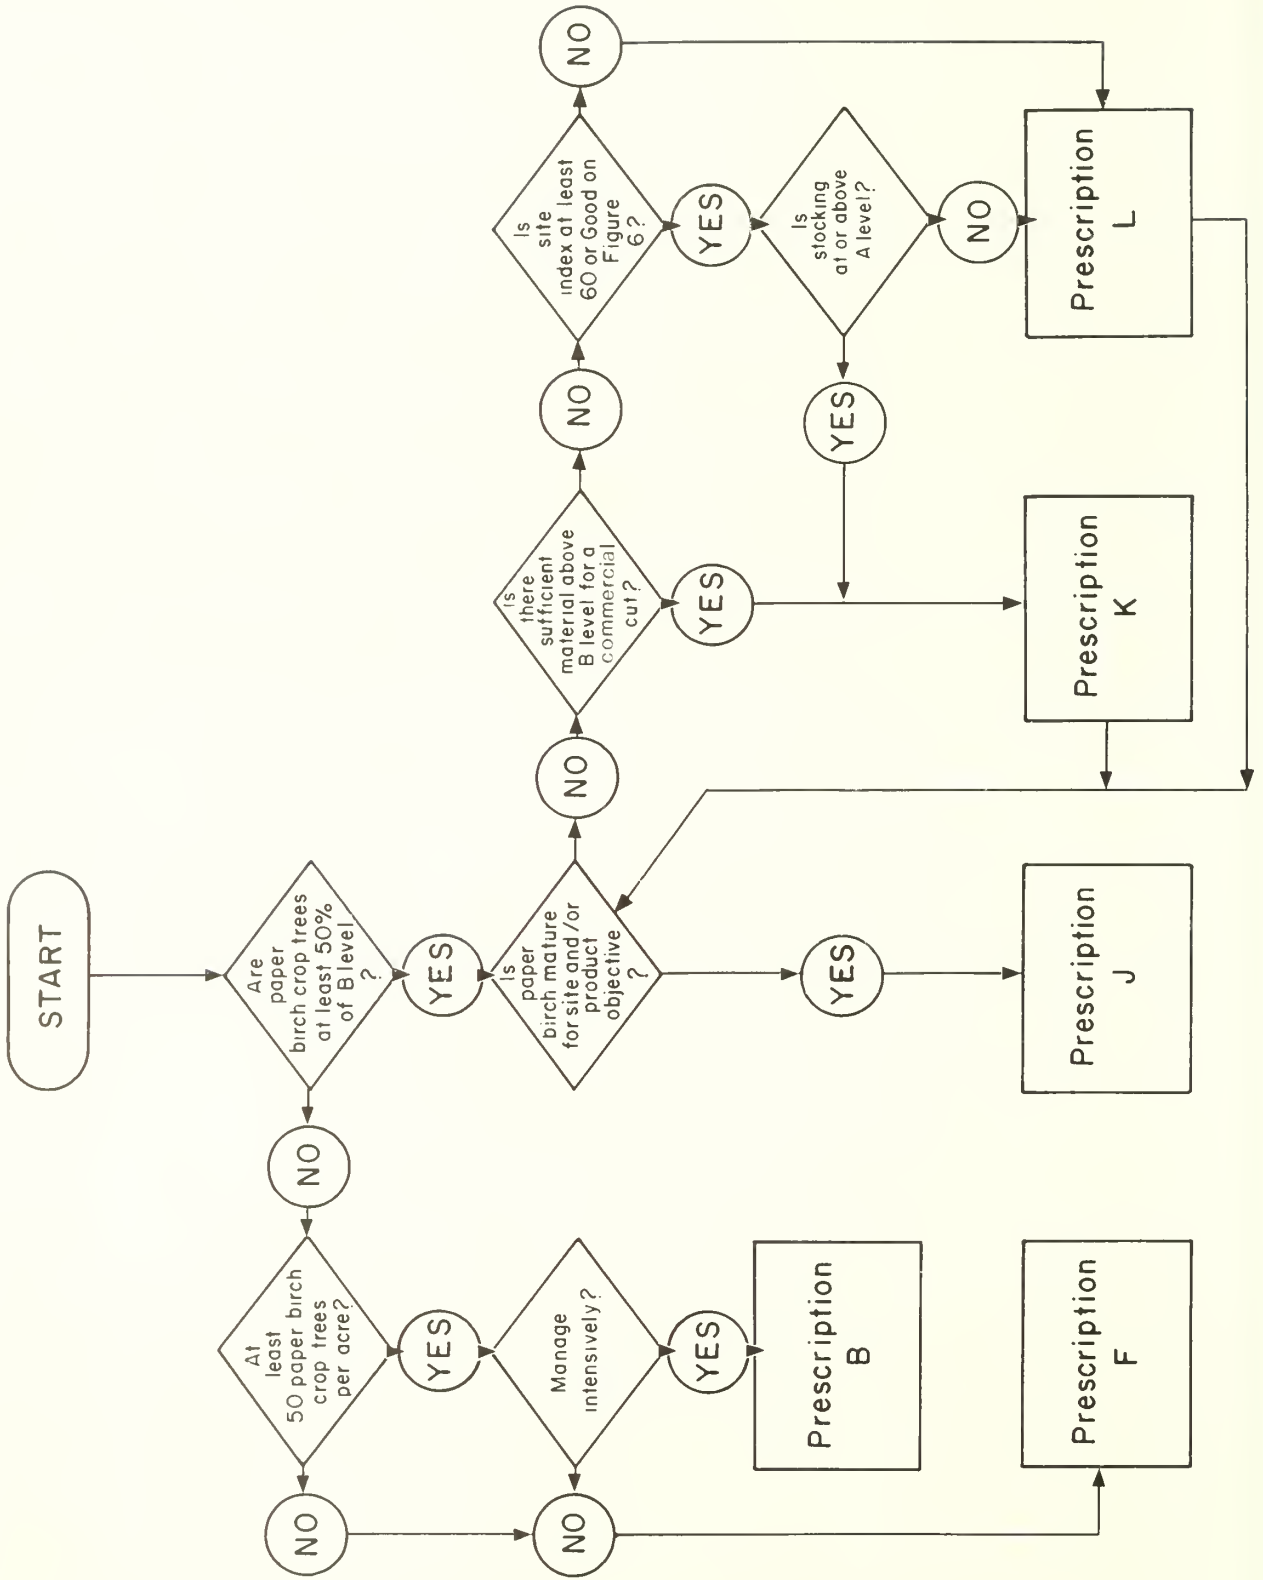 START
Are
paper
birch crop trees
at least 50%
of B level
?
NO
YES
At
least
50 paper birch
crop trees
per acre?
NO
YES
Manage
intensively?
NO
YES
Prescription
B
Prescription
F
Is
paper
birch mature
for site and/or
product
objective
?
YES
Prescription
J
NO
Is
there
sufficient
material above
B level for a
commercial
cut?
YES
Prescription
K
NO
Is
site
index at least
60 or Good on
Figure
6?
NO
YES
Is
stocking
at or above
A level?
YES
NO
Prescription
L